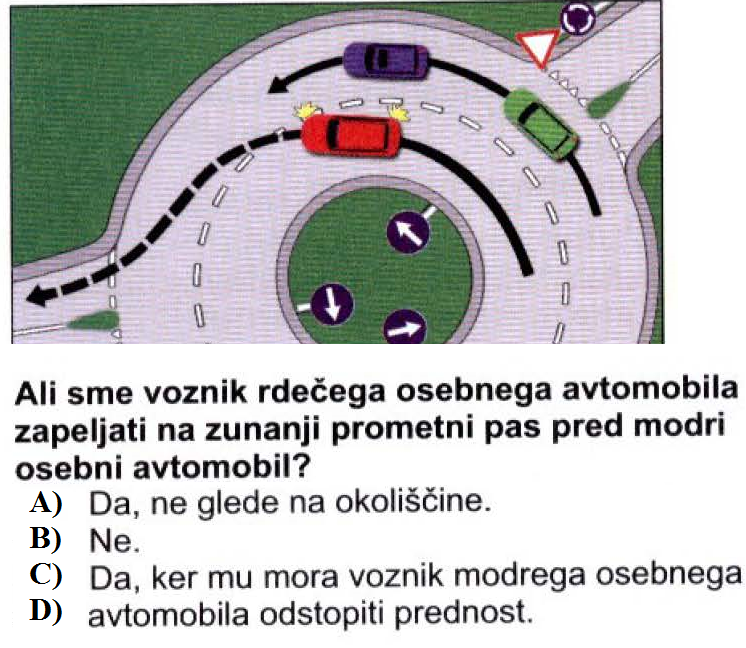 Ali sme voznik rdečega osebnega avtomobila
zapeljati na zunanji prometni pas pred modri
osebni avtomobil?
A) Da, ne glede na okoliščine.
B) Ne.
C) Da, ker mu mora voznik modrega osebnega
D) avtomobila odstopiti prednost.